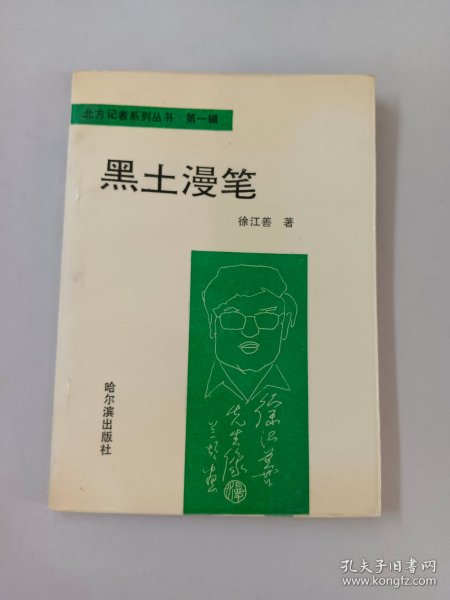 北方记者系列丛书·第一辑
黑土漫笔
徐江善 著
哈尔滨出版社
徐江善
先生像
孔夫子旧书网
www.kongfz.com